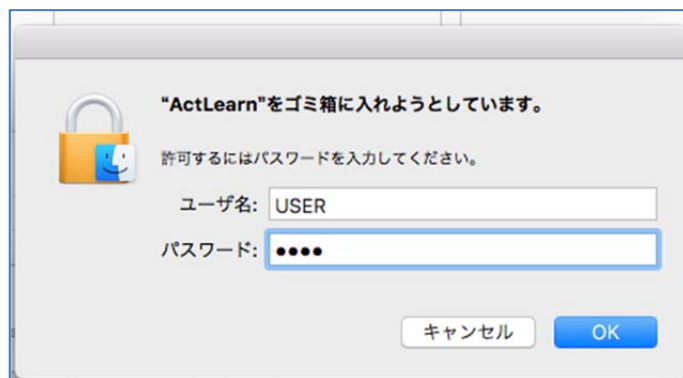 “ActLearn”をゴミ箱に入れようとしています。
許可するにはパスワードを入力してください。
ユーザ名: USER
パスワード: ●●●●
キャンセル OK